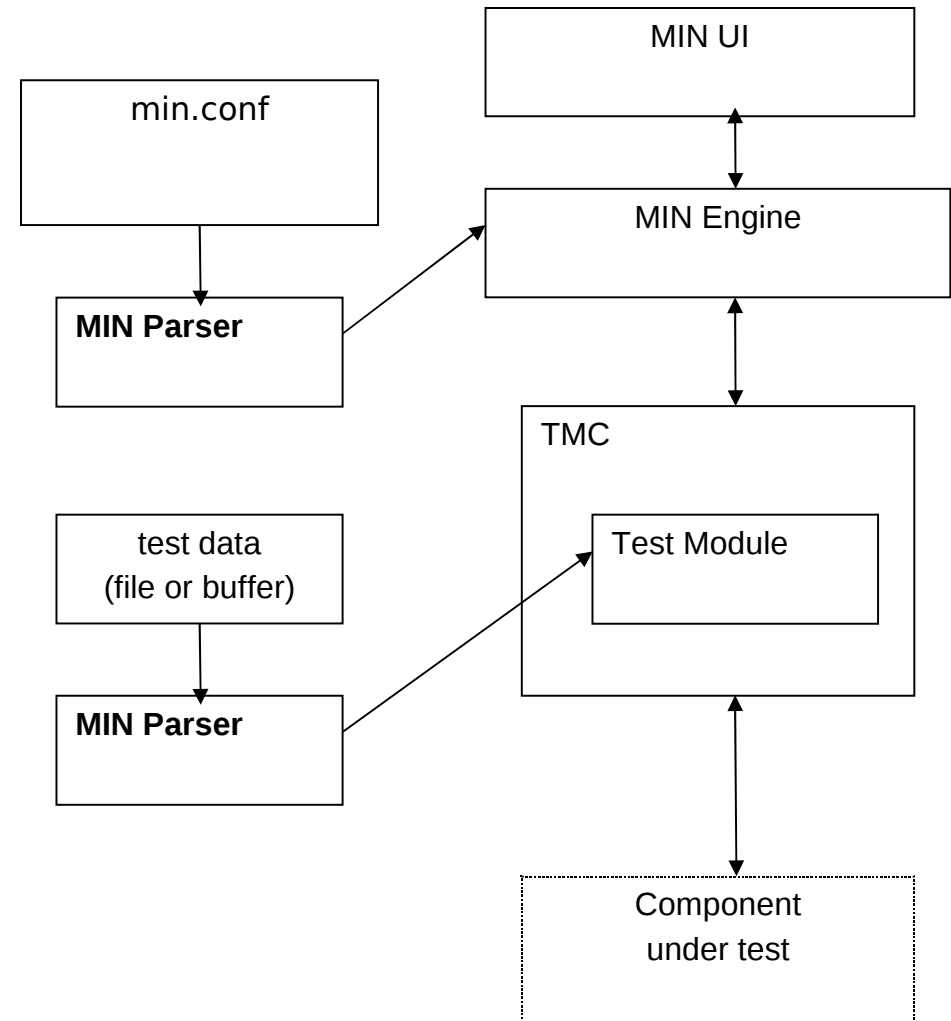 MIN UI
min.conf
MIN Engine
MIN Parser
TMC
test data
(file or buffer)
Test Module
MIN Parser
Component
under test